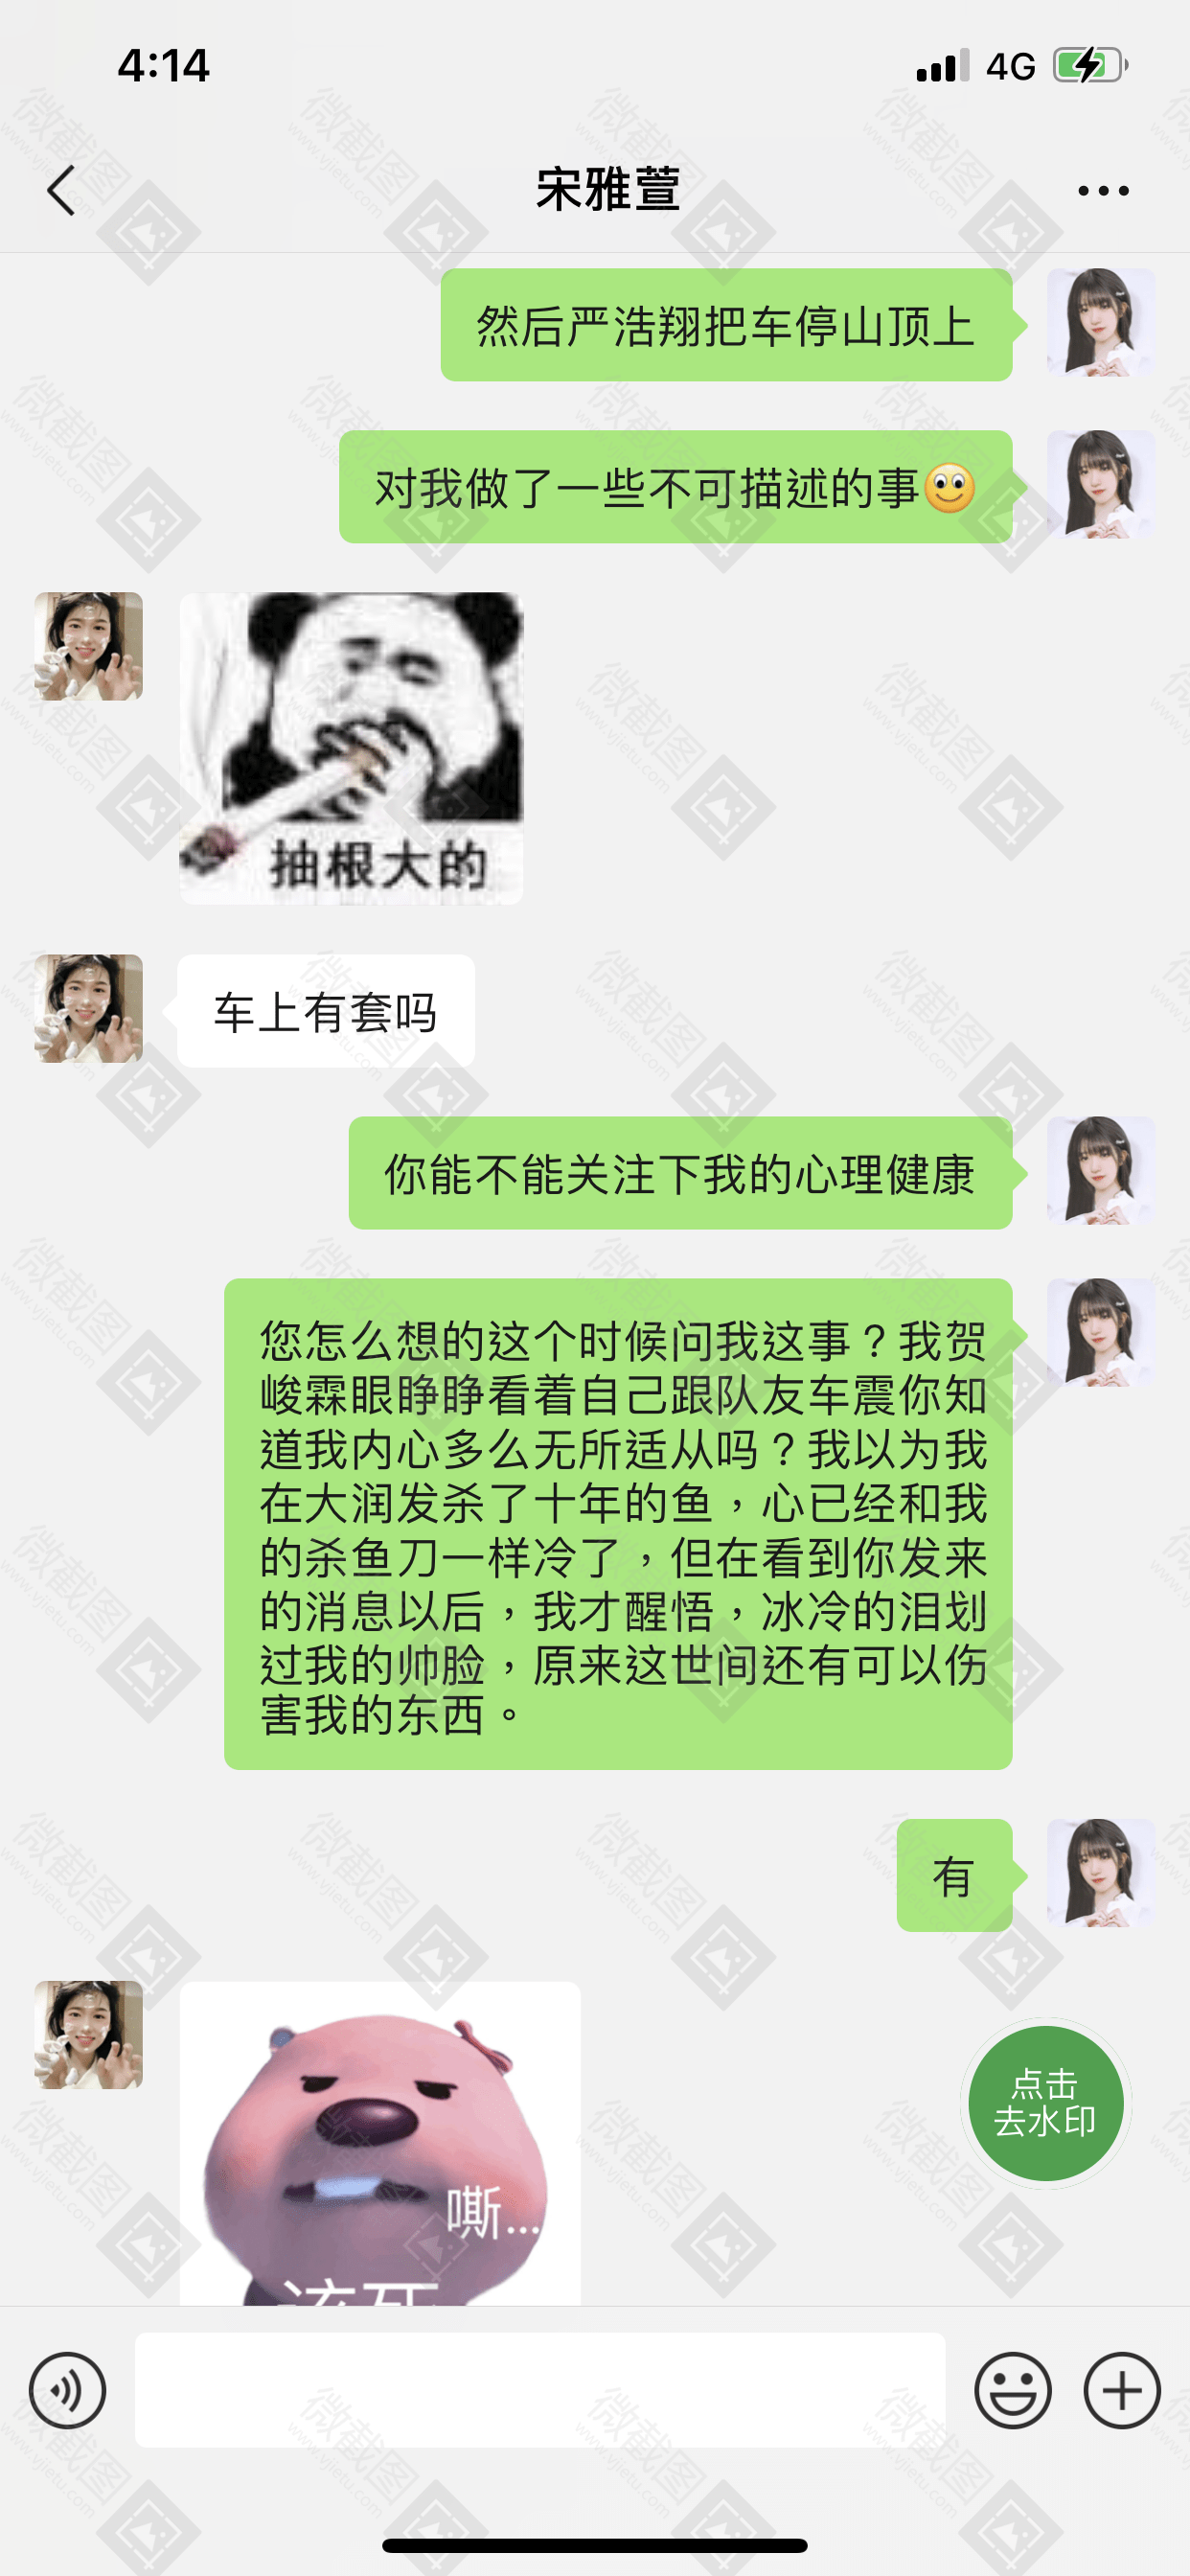 4:14
4G
宋雅萱
然后严浩翔把车停山顶上
对我做了一些不可描述的事
抽根大的
车上有套吗
你能不能关注下我的心理健康
您怎么想的这个时候问我这事？我贺
峻霖眼睁睁看着自己跟队友车震你知
道我内心多么无所适从吗？我以为我
在大润发杀了十年的鱼，心已经和我
的杀鱼刀一样冷了，但在看到你发来
的消息以后，我才醒悟，冰冷的泪划
过我的帅脸，原来这世间还有可以伤
害我的东西。
有
嘶...
该死
点击
去水印
微截图
www.vjietu.com